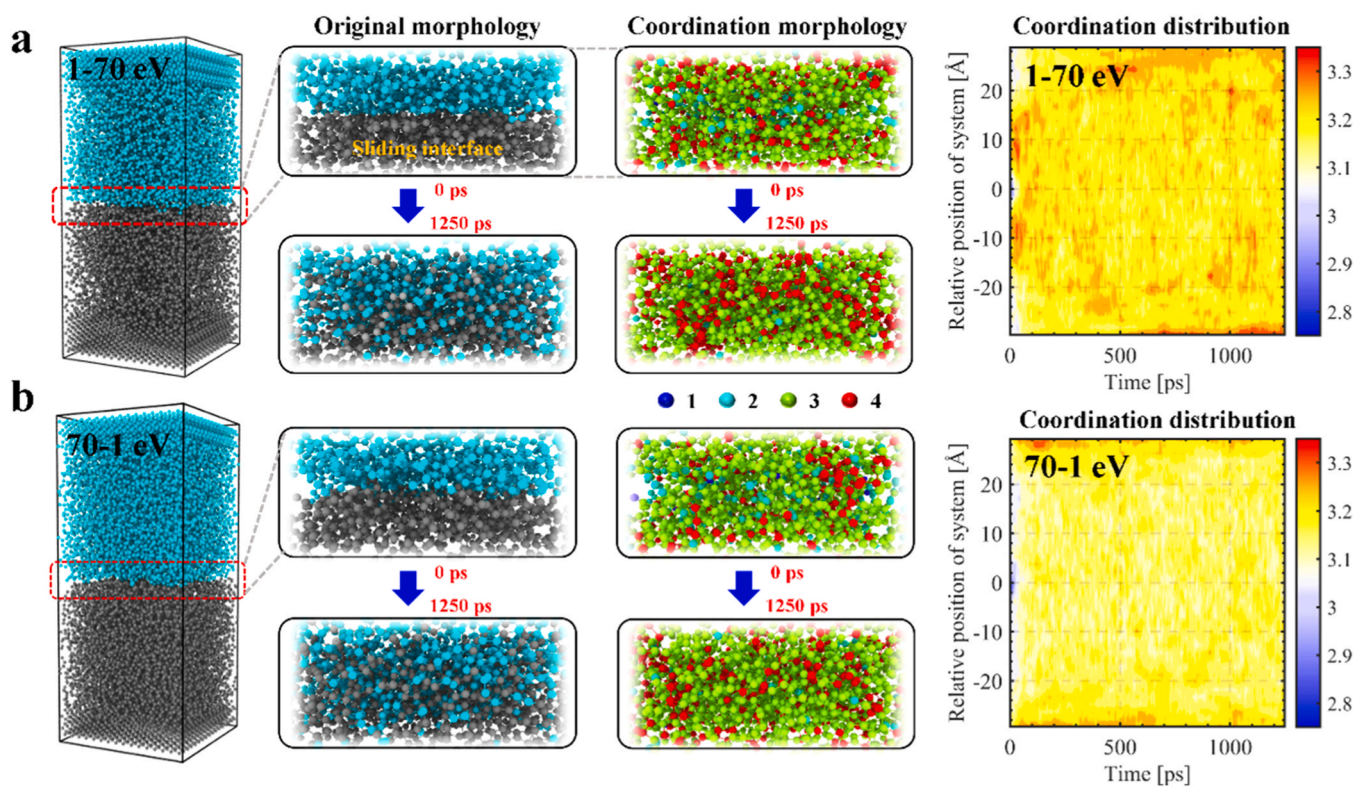 a
Original morphology
Coordination morphology
Coordination distribution
1-70 eV
Sliding interface
0 ps
1250 ps
0 ps
1250 ps
1-70 eV
Relative position of system [Å]
20
10
0
-10
-20
0
500
1000
Time [ps]
3.3
3.2
3.1
3
2.9
2.8
b
1
2
3
4
70-1 eV
0 ps
1250 ps
0 ps
1250 ps
Coordination distribution
70-1 eV
Relative position of system [Å]
20
10
0
-10
-20
0
500
1000
Time [ps]
3.3
3.2
3.1
3
2.9
2.8